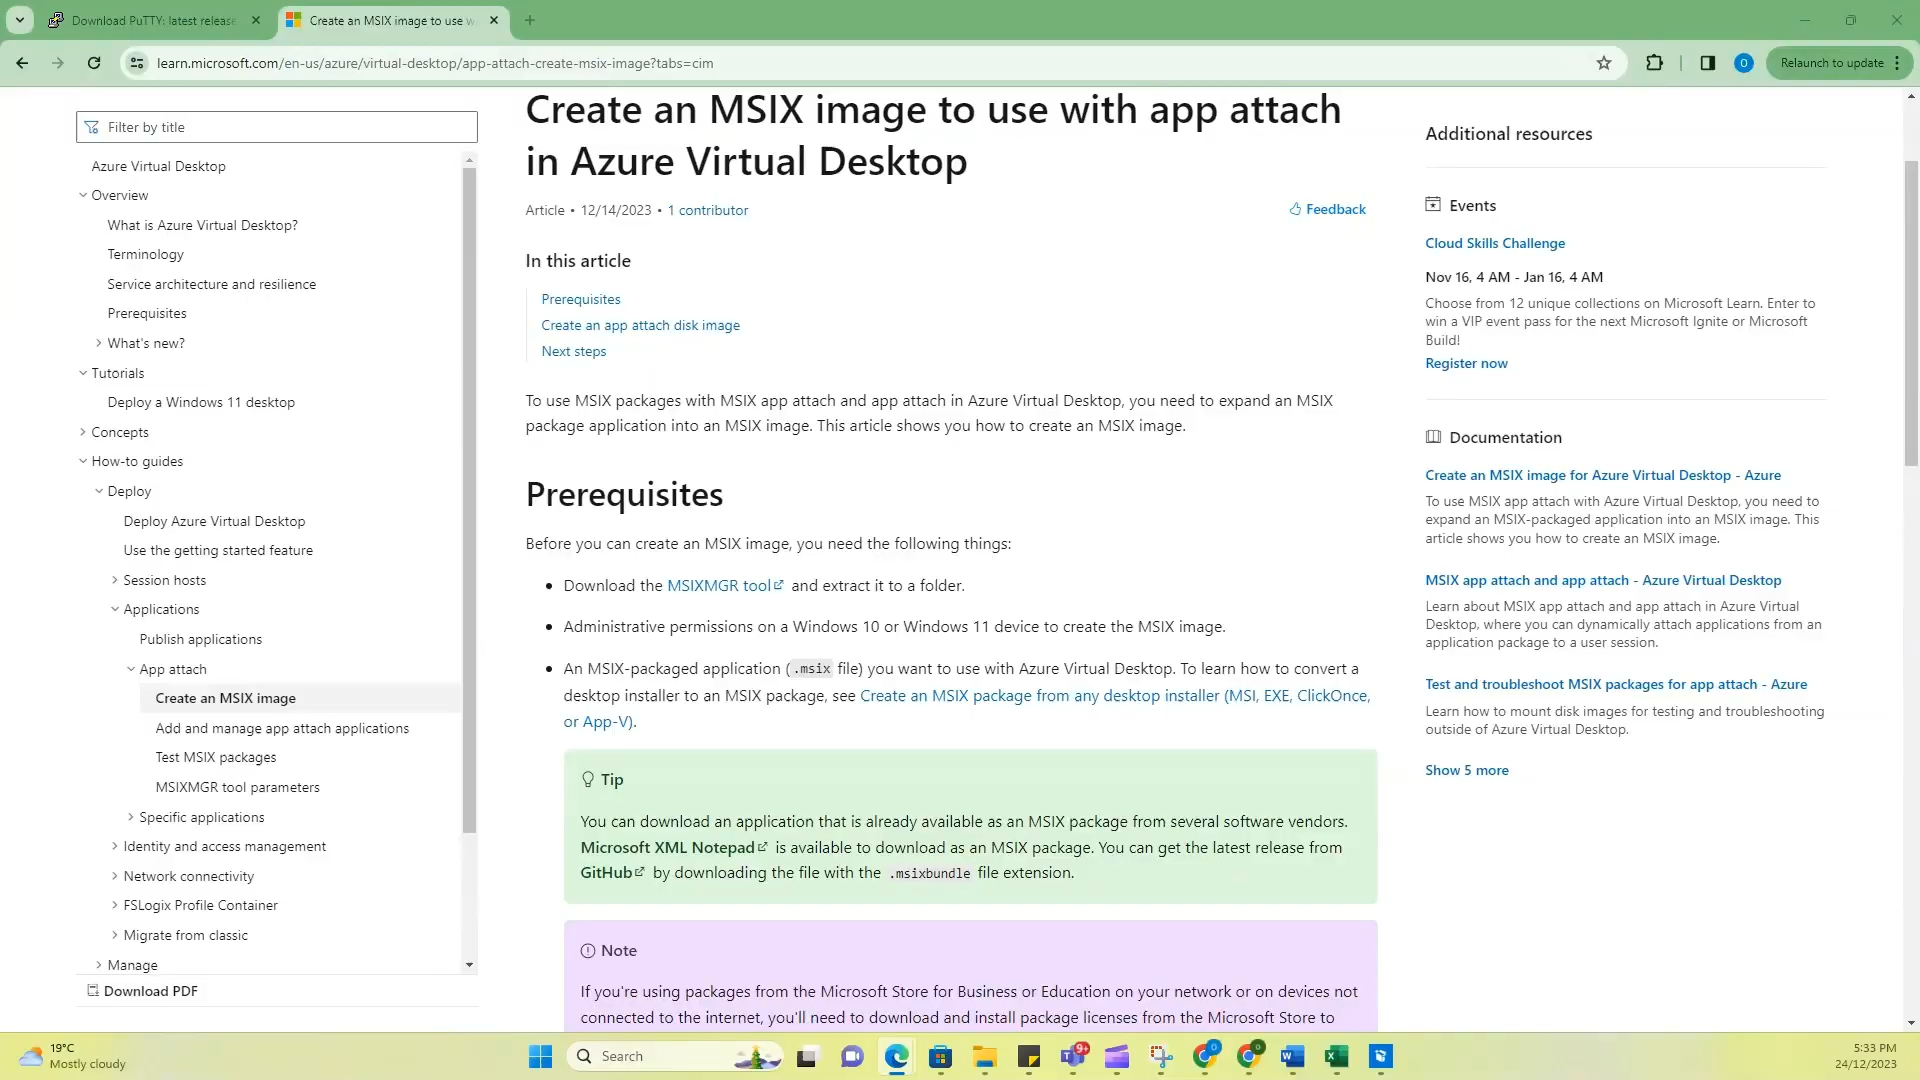 Download PuTTY: latest release
Create an MSIX image to use w
learn.microsoft.com/en-us/azure/virtual-desktop/app-attach-create-msix-image?tabs=cim
O
Relaunch to update
Filter by title
Azure Virtual Desktop
Overview
What is Azure Virtual Desktop?
Terminology
Service architecture and resilience
Prerequisites
What's new?
Tutorials
Deploy a Windows 11 desktop
Concepts
How-to guides
Deploy
Deploy Azure Virtual Desktop
Use the getting started feature
Session hosts
Applications
Publish applications
App attach
Create an MSIX image
Add and manage app attach applications
Test MSIX packages
MSIXMGR tool parameters
Specific applications
Identity and access management
Network connectivity
FSLogix Profile Container
Migrate from classic
Manage
Download PDF
Create an MSIX image to use with app attach
in Azure Virtual Desktop
Article • 12/14/2023 • 1 contributor
Feedback
In this article
Prerequisites
Create an app attach disk image
Next steps
To use MSIX packages with MSIX app attach and app attach in Azure Virtual Desktop, you need to expand an MSIX
package application into an MSIX image. This article shows you how to create an MSIX image.
Prerequisites
Before you can create an MSIX image, you need the following things:
• Download the MSIXMGR tool and extract it to a folder.
• Administrative permissions on a Windows 10 or Windows 11 device to create the MSIX image.
• An MSIX-packaged application (.msix file) you want to use with Azure Virtual Desktop. To learn how to convert a
desktop installer to an MSIX package, see Create an MSIX package from any desktop installer (MSI, EXE, ClickOnce,
or App-V).
Tip
You can download an application that is already available as an MSIX package from several software vendors.
Microsoft XML Notepad is available to download as an MSIX package. You can get the latest release from
GitHub by downloading the file with the .msixbundle file extension.
Note
If you're using packages from the Microsoft Store for Business or Education on your network or on devices not
connected to the internet, you'll need to download and install package licenses from the Microsoft Store to
Additional resources
Events
Cloud Skills Challenge
Nov 16, 4 AM - Jan 16, 4 AM
Choose from 12 unique collections on Microsoft Learn. Enter to
win a VIP event pass for the next Microsoft Ignite or Microsoft
Build!
Register now
Documentation
Create an MSIX image for Azure Virtual Desktop - Azure
To use MSIX app attach with Azure Virtual Desktop, you need to
expand an MSIX-packaged application into an MSIX image. This
article shows you how to create an MSIX image.
MSIX app attach and app attach - Azure Virtual Desktop
Learn about MSIX app attach and app attach in Azure Virtual
Desktop, where you can dynamically attach applications from an
application package to a user session.
Test and troubleshoot MSIX packages for app attach - Azure
Learn how to mount disk images for testing and troubleshooting
outside of Azure Virtual Desktop.
Show 5 more
19°C
Mostly cloudy
Search
9+
5:33 PM
24/12/2023